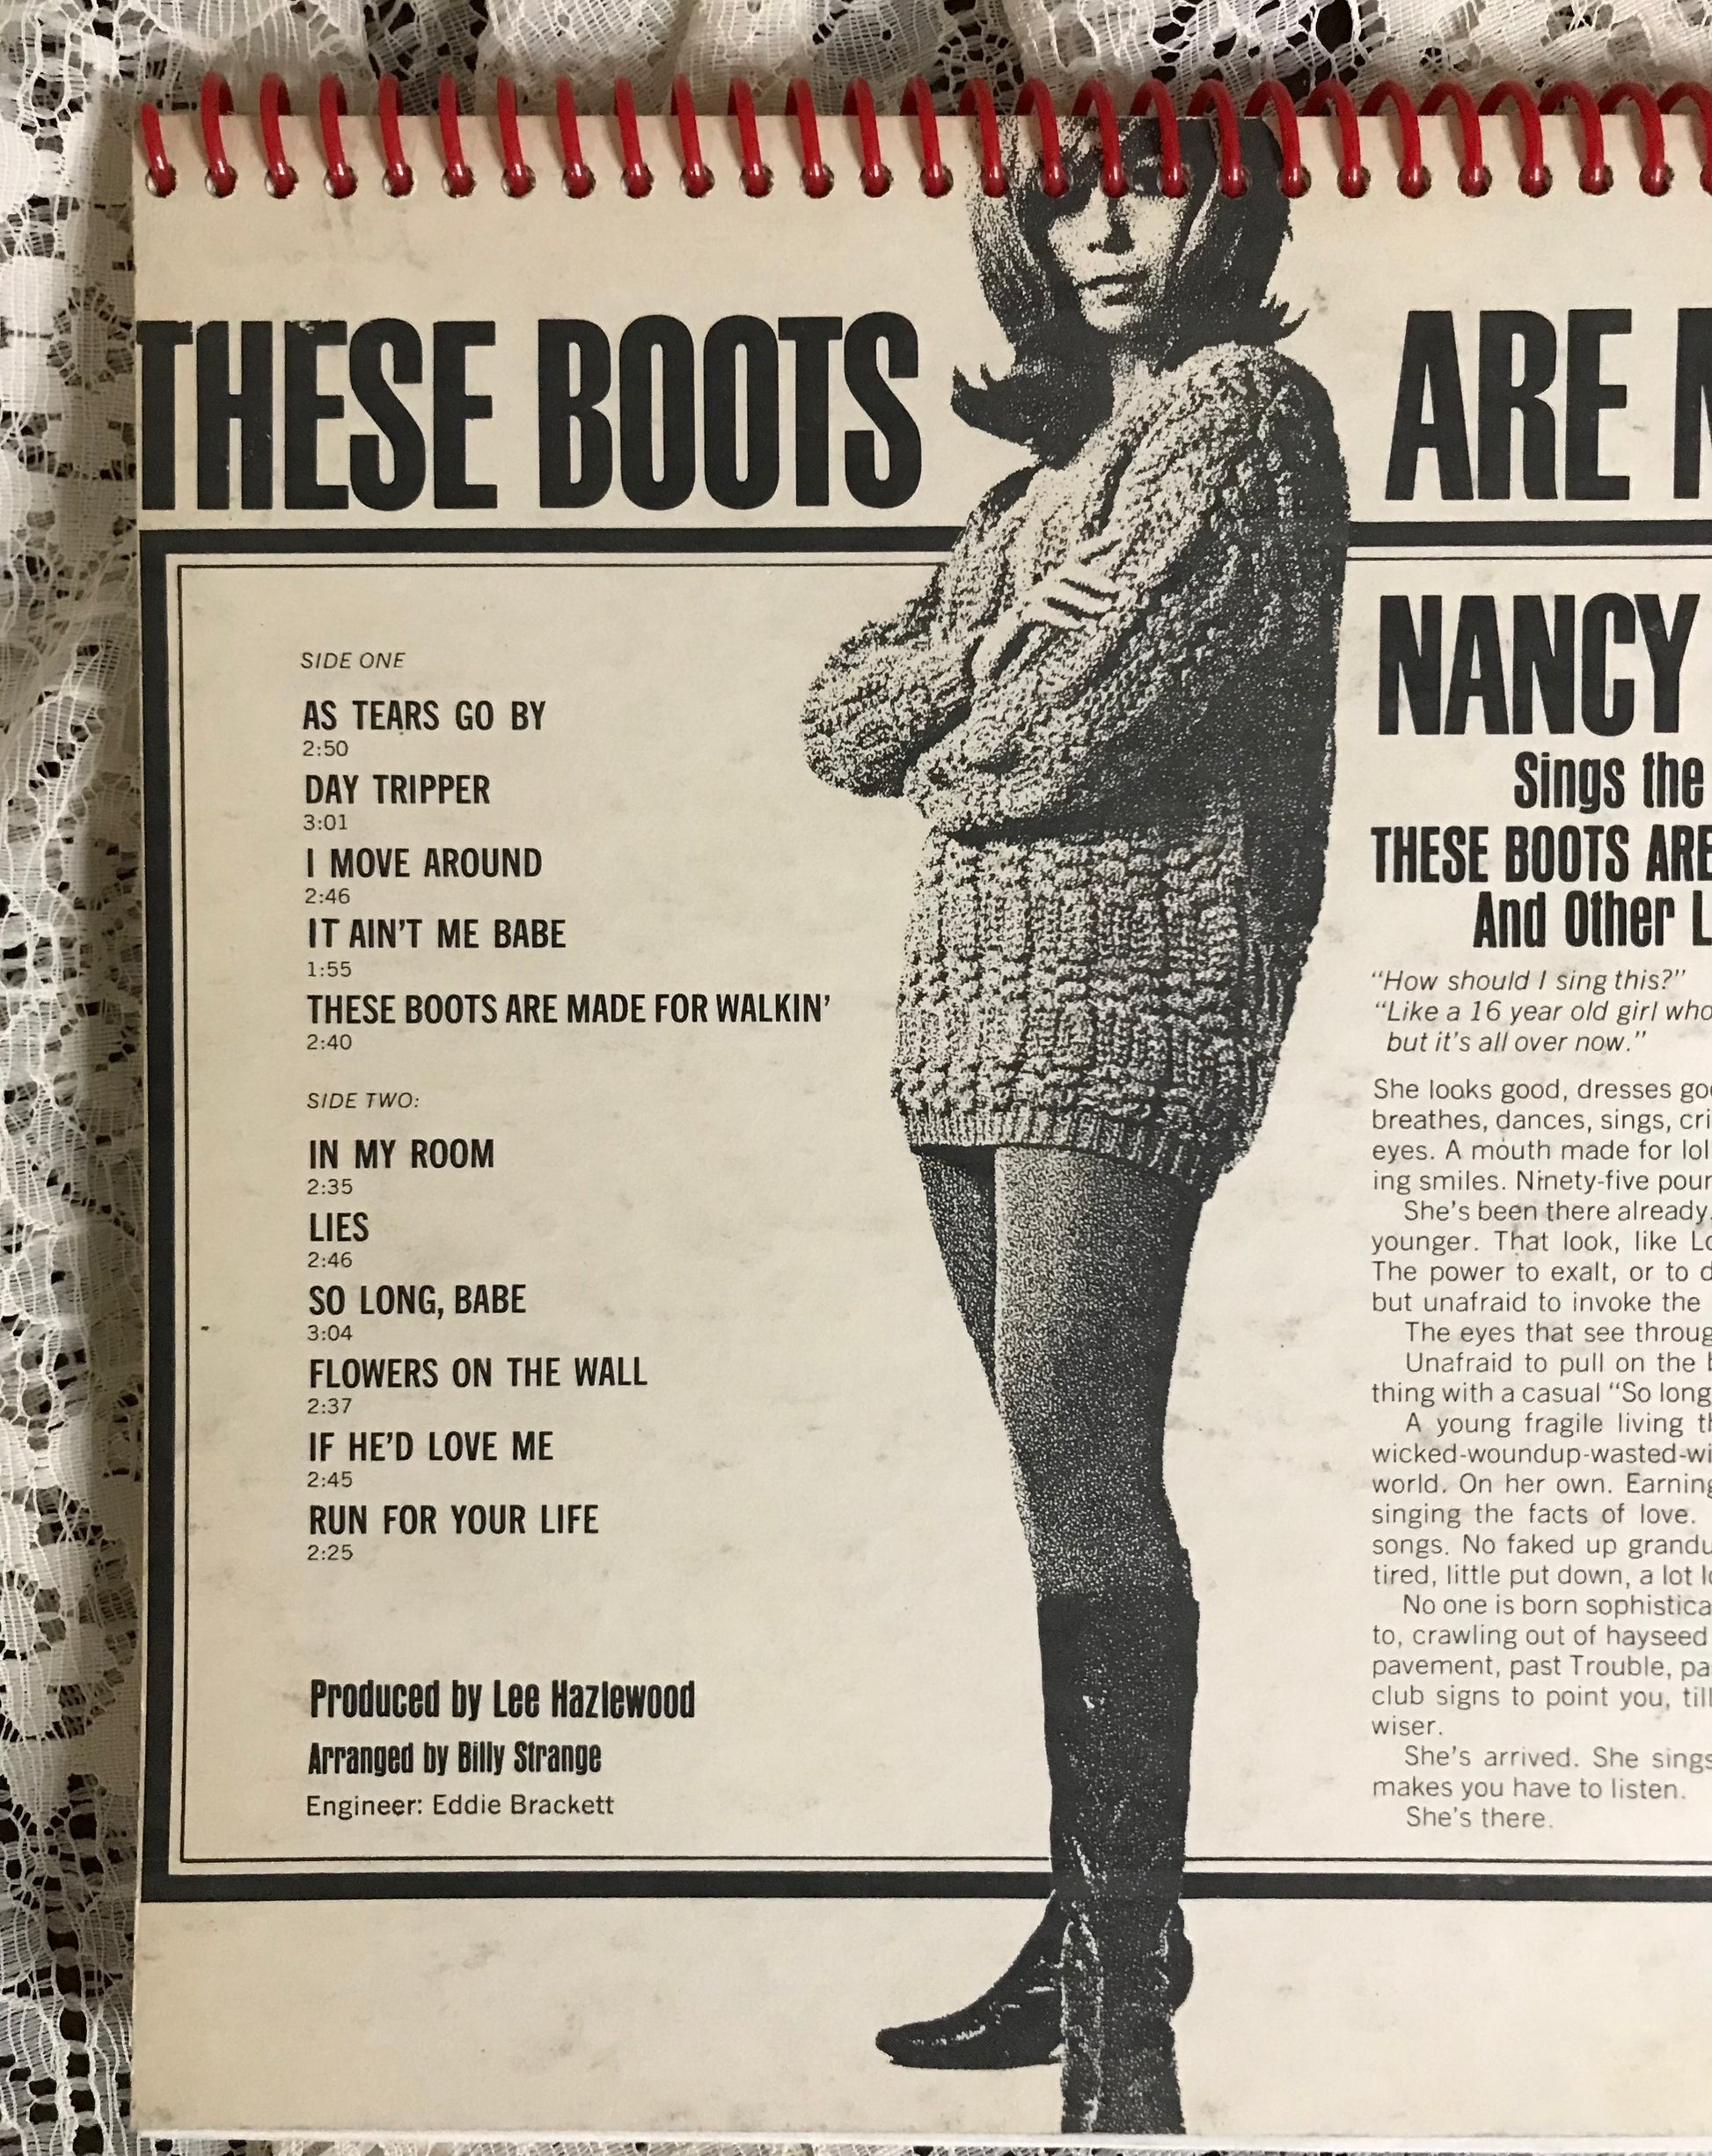 THESE BOOTS ARE
SIDE ONE
AS TEARS GO BY
2:50
DAY TRIPPER
3:01
I MOVE AROUND
2:46
IT AIN'T ME BABE
1:55
THESE BOOTS ARE MADE FOR WALKIN'
2:40
SIDE TWO:
IN MY ROOM
2:35
LIES
2:46
SO LONG, BABE
3:04
FLOWERS ON THE WALL
2:37
IF HE'D LOVE ME
2:45
RUN FOR YOUR LIFE
2:25
Produced by Lee Hazlewood
Arranged by Billy Strange
Engineer: Eddie Brackett
NANCY
Sings the
THESE BOOTS ARE
And Other
"How should I sing this?"
"Like a 16 year old girl who
but it's all over now."
She looks good, dresses
breathes, dances, sings,
eyes. A mouth made for
ing smiles. Ninety-five
She's been there already.
younger. That look, like
The power to exalt, or to
but unafraid to invoke the
The eyes that see
Unafraid to pull on the
thing with a casual "So long
A young fragile living
wicked-woundup-wasted-
world. On her own.
singing the facts of love.
songs. No faked up
tired, little put down, a lot
No one is born
to, crawling out of hayseed
pavement, past Trouble,
club signs to point you,
wiser.
She's arrived. She sings
makes you have to listen.
She's there.